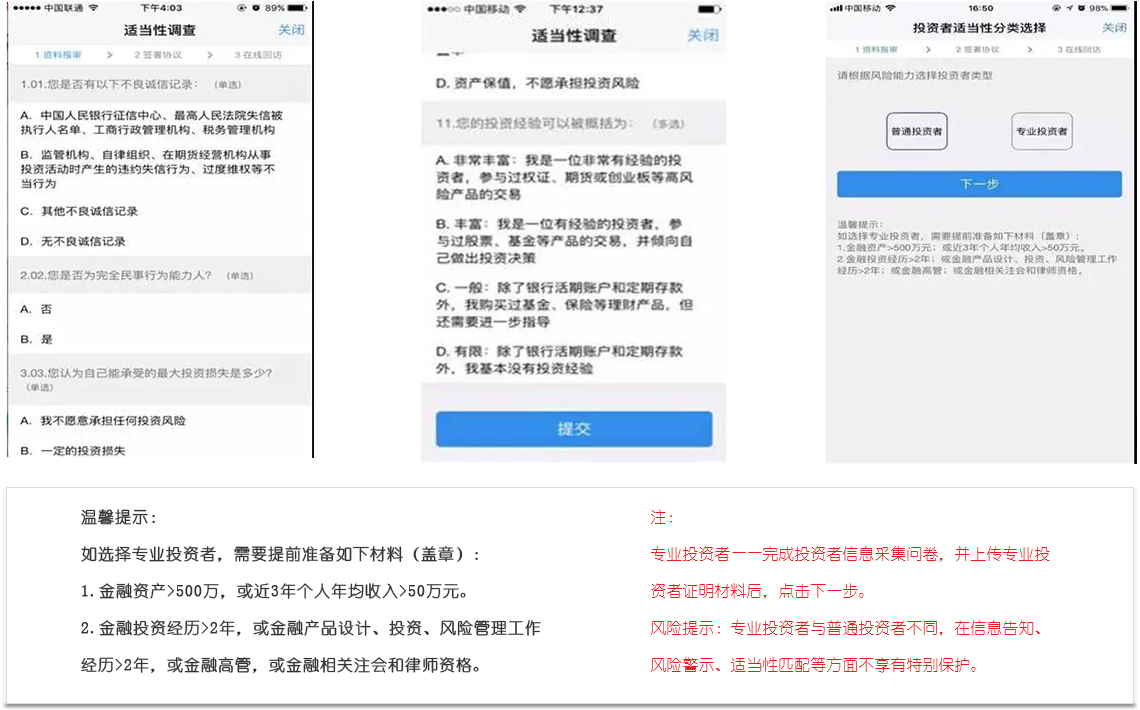 中国联通 下午4:03 89%
适当性调查 关闭
1 资料报审 > 2 签署协议 > 3 在线回访
1.01.您是否有以下不良诚信记录： （单选）
A. 中国人民银行征信中心、最高人民法院失信被
执行人名单、工商行政管理机构、税务管理机构
B. 监管机构、自律组织、在期货经营机构从事
投资活动时产生的违约失信行为、过度维权等不
当行为
C. 其他不良诚信记录
D. 无不良诚信记录
2.02.您是否为完全民事行为能力人？ （单选）
A. 否
B. 是
3.03.您认为自己能承受的最大投资损失是多少？
（单选）
A. 我不愿意承担任何投资风险
B. 一定的投资损失
中国移动 下午12:37
适当性调查 关闭
D. 资产保值，不愿承担投资风险
11.您的投资经验可以被概括为： （多选）
A. 非常丰富：我是一位非常有经验的投
资者，参与过权证、期货或创业板等高风
险产品的交易
B. 丰富：我是一位有经验的投资者，参
与过股票、基金等产品的交易，并倾向自
己做出投资决策
C. 一般：除了银行活期账户和定期存款
外，我购买过基金、保险等理财产品，但
还需要进一步指导
D. 有限：除了银行活期账户和定期存款
外，我基本没有投资经验
提交
中国移动 16:50 98%
投资者适当性分类选择 关闭
1 资料报审 > 2 签署协议 > 3 在线回访
请根据风险能力选择投资者类型
普通投资者 专业投资者
下一步
温馨提示：
如选择专业投资者，需要提前准备如下材料（盖章）：
1.金融资产>500万元；或近3年个人年均收入>50万元。
2.金融投资经历>2年；或金融产品设计、投资、风险管理工作
经历>2年；或金融高管；或金融相关注会和律师资格。
温馨提示：
如选择专业投资者，需要提前准备如下材料（盖章）：
1.金融资产>500万，或近3年个人年均收入>50万元。
2.金融投资经历>2年，或金融产品设计、投资、风险管理工作
经历>2年，或金融高管，或金融相关注会和律师资格。
注：
专业投资者——完成投资者信息采集问卷，并上传专业投
资者证明材料后，点击下一步。
风险提示：专业投资者与普通投资者不同，在信息告知、
风险警示、适当性匹配等方面不享有特别保护。